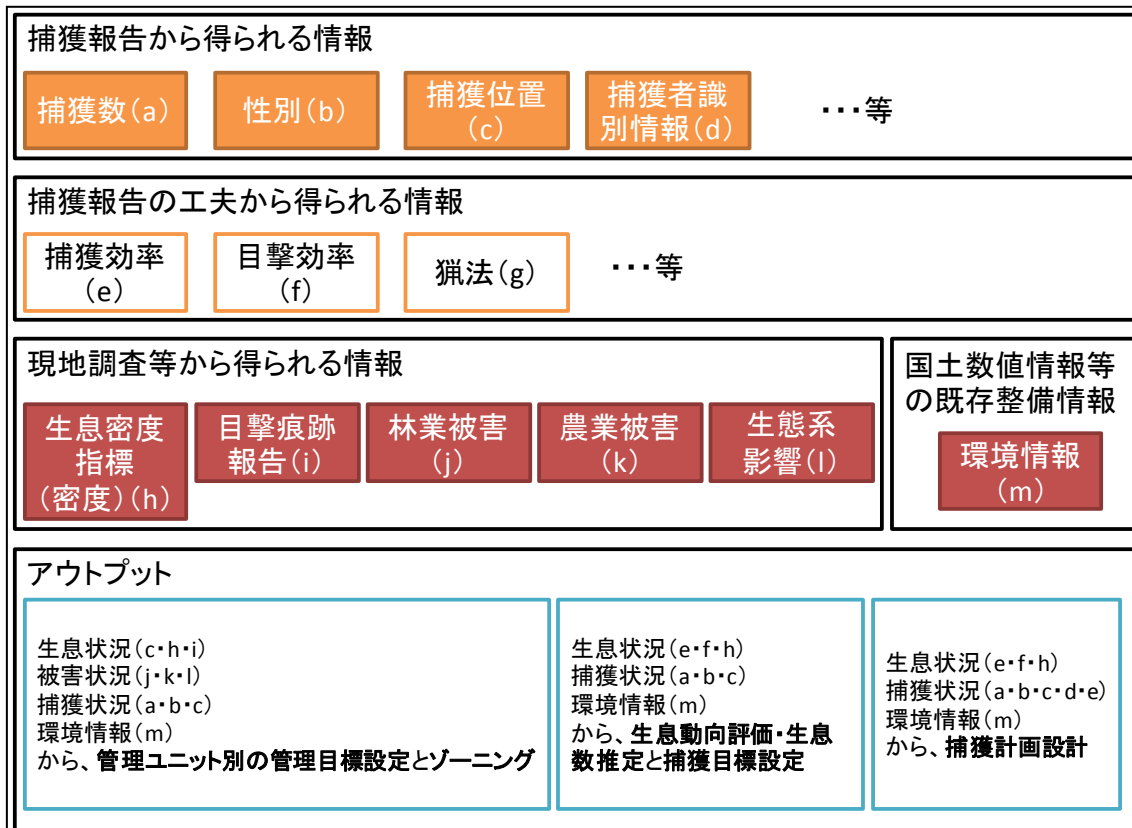 捕獲報告から得られる情報
捕獲数(a)
性別(b)
捕獲位置
(c)
捕獲者識
別情報(d)
・・・等
捕獲報告の工夫から得られる情報
捕獲効率
(e)
目撃効率
(f)
猟法(g)
・・・等
現地調査等から得られる情報
生息密度
指標
(密度)(h)
目撃痕跡
報告(i)
林業被害
(j)
農業被害
(k)
生態系
影響(l)
国土数値情報等
の既存整備情報
環境情報
(m)
アウトプット
生息状況(c・h・i)
被害状況(j・k・l)
捕獲状況(a・b・c)
環境情報(m)
から、管理ユニット別の管理目標設定とゾーニング
生息状況(e・f・h)
捕獲状況(a・b・c)
環境情報(m)
から、生息動向評価・生息
数推定と捕獲目標設定
生息状況(e・f・h)
捕獲状況(a・b・c・d・e)
環境情報(m)
から、捕獲計画設計